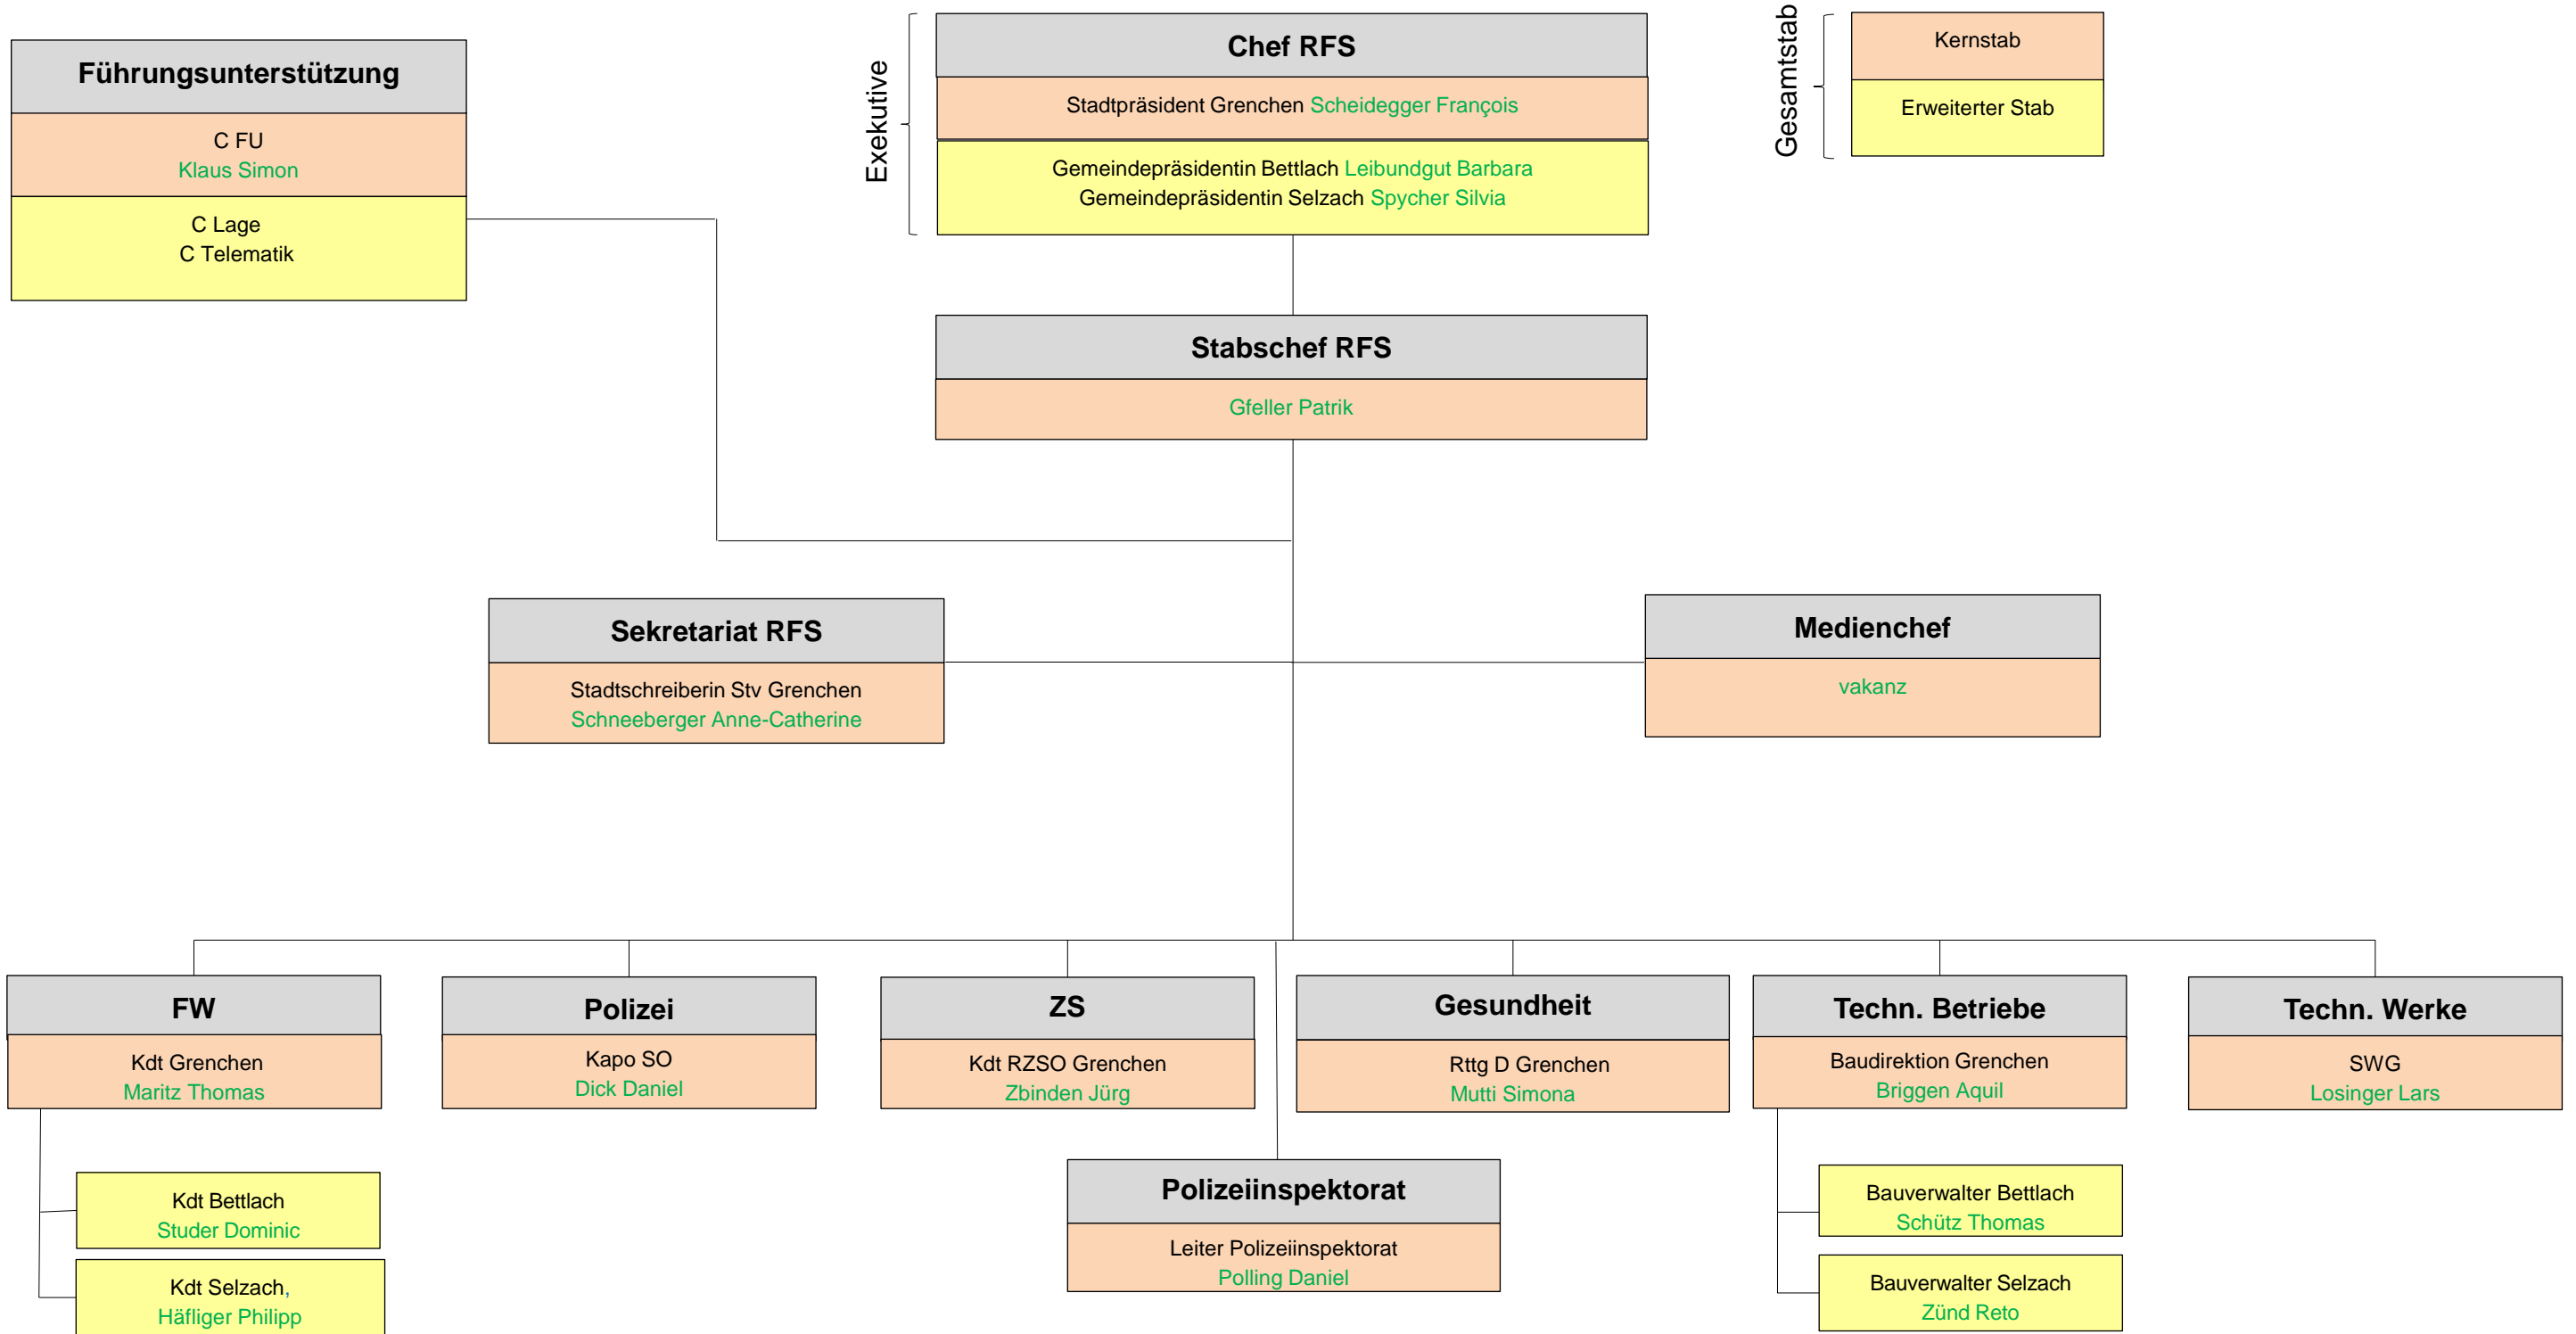 Führungsunterstützung
C FU
Klaus Simon
C Lage
C Telematik
Exekutive
Chef RFS
Stadtpräsident Grenchen Scheidegger François
Gemeindepräsidentin Bettlach Leibundgut Barbara
Gemeindepräsidentin Selzach Spycher Silvia
Gesamtstab
Kernstab
Erweiterter Stab
Stabschef RFS
Gfeller Patrik
Sekretariat RFS
Stadtschreiberin Stv Grenchen
Schneeberger Anne-Catherine
Medienchef
vakanz
FW
Kdt Grenchen
Maritz Thomas
Kdt Bettlach
Studer Dominic
Kdt Selzach,
Häfliger Philipp
Polizei
Kapo SO
Dick Daniel
ZS
Kdt RZSO Grenchen
Zbinden Jürg
Polizeiinspektorat
Leiter Polizeiinspektorat
Polling Daniel
Gesundheit
Rttg D Grenchen
Mutti Simona
Techn. Betriebe
Baudirektion Grenchen
Briggen Aquil
Bauverwalter Bettlach
Schütz Thomas
Bauverwalter Selzach
Zünd Reto
Techn. Werke
SWG
Losinger Lars